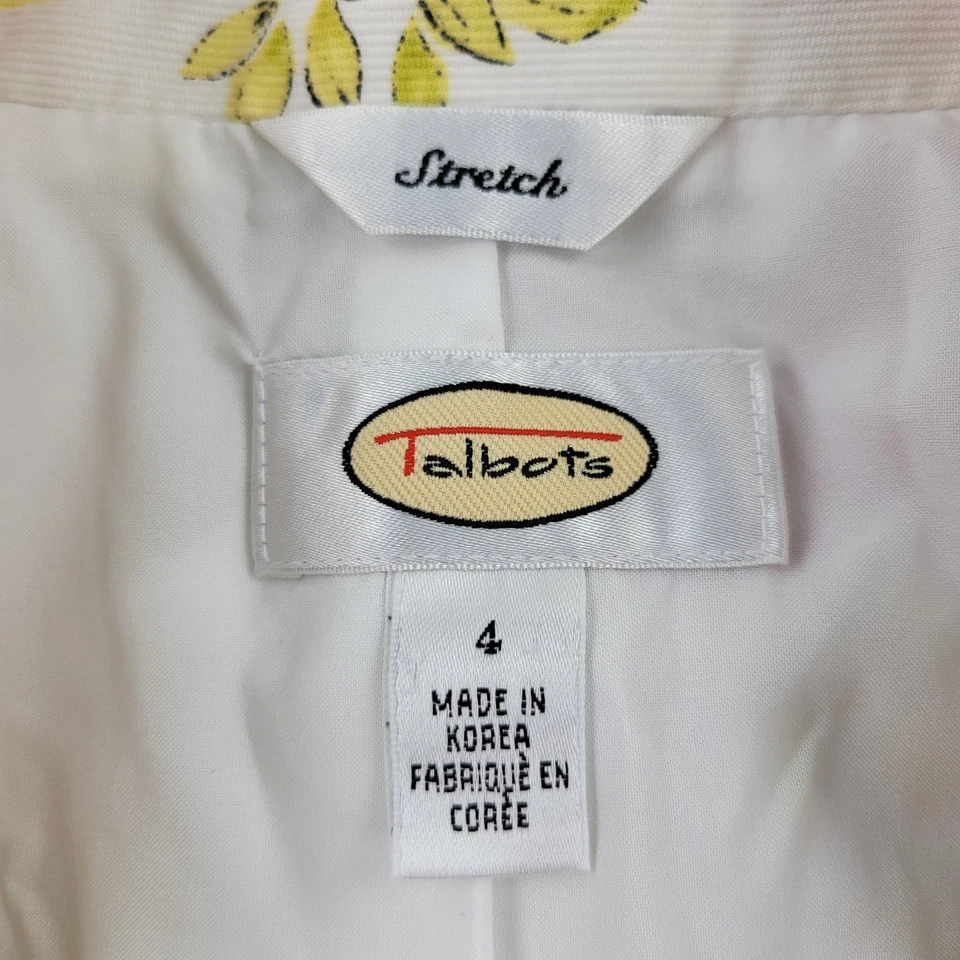 Stretch
Talbots
4
MADE IN
KOREA
FABRIQUÈ EN
CORÉE